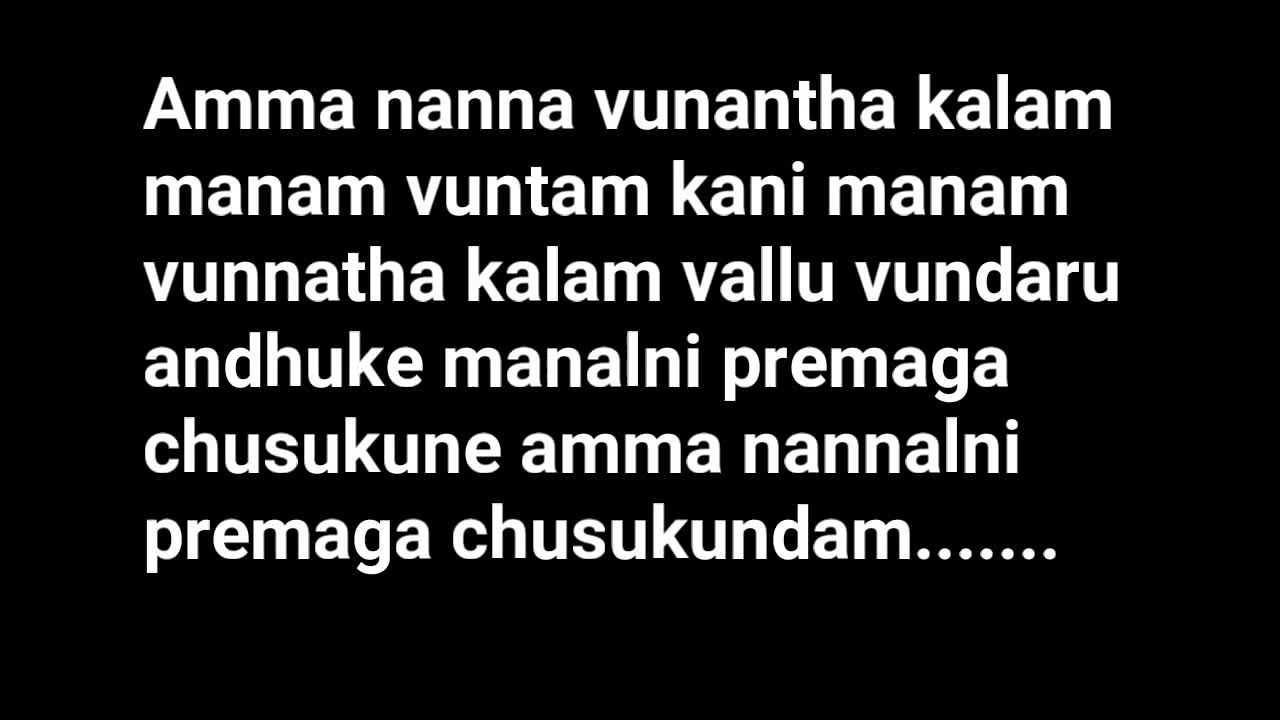 Amma nanna vunantha kalam
manam vuntam kani manam
vunnatha kalam vallu vundaru
andhuke manalni premaga
chusukune amma nannalni
premaga chusukundam.......